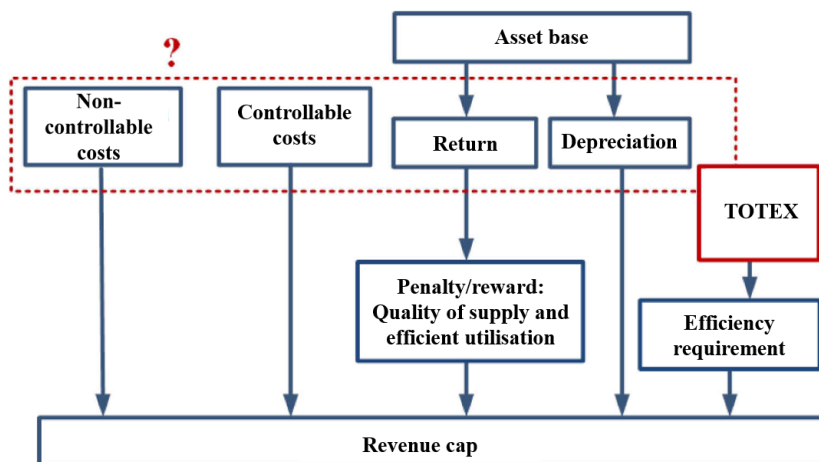 ?
Asset base
Non-
controllable
costs
Controllable
costs
Return
Depreciation
TOTEX
Penalty/reward:
Quality of supply and
efficient utilisation
Efficiency
requirement
Revenue cap